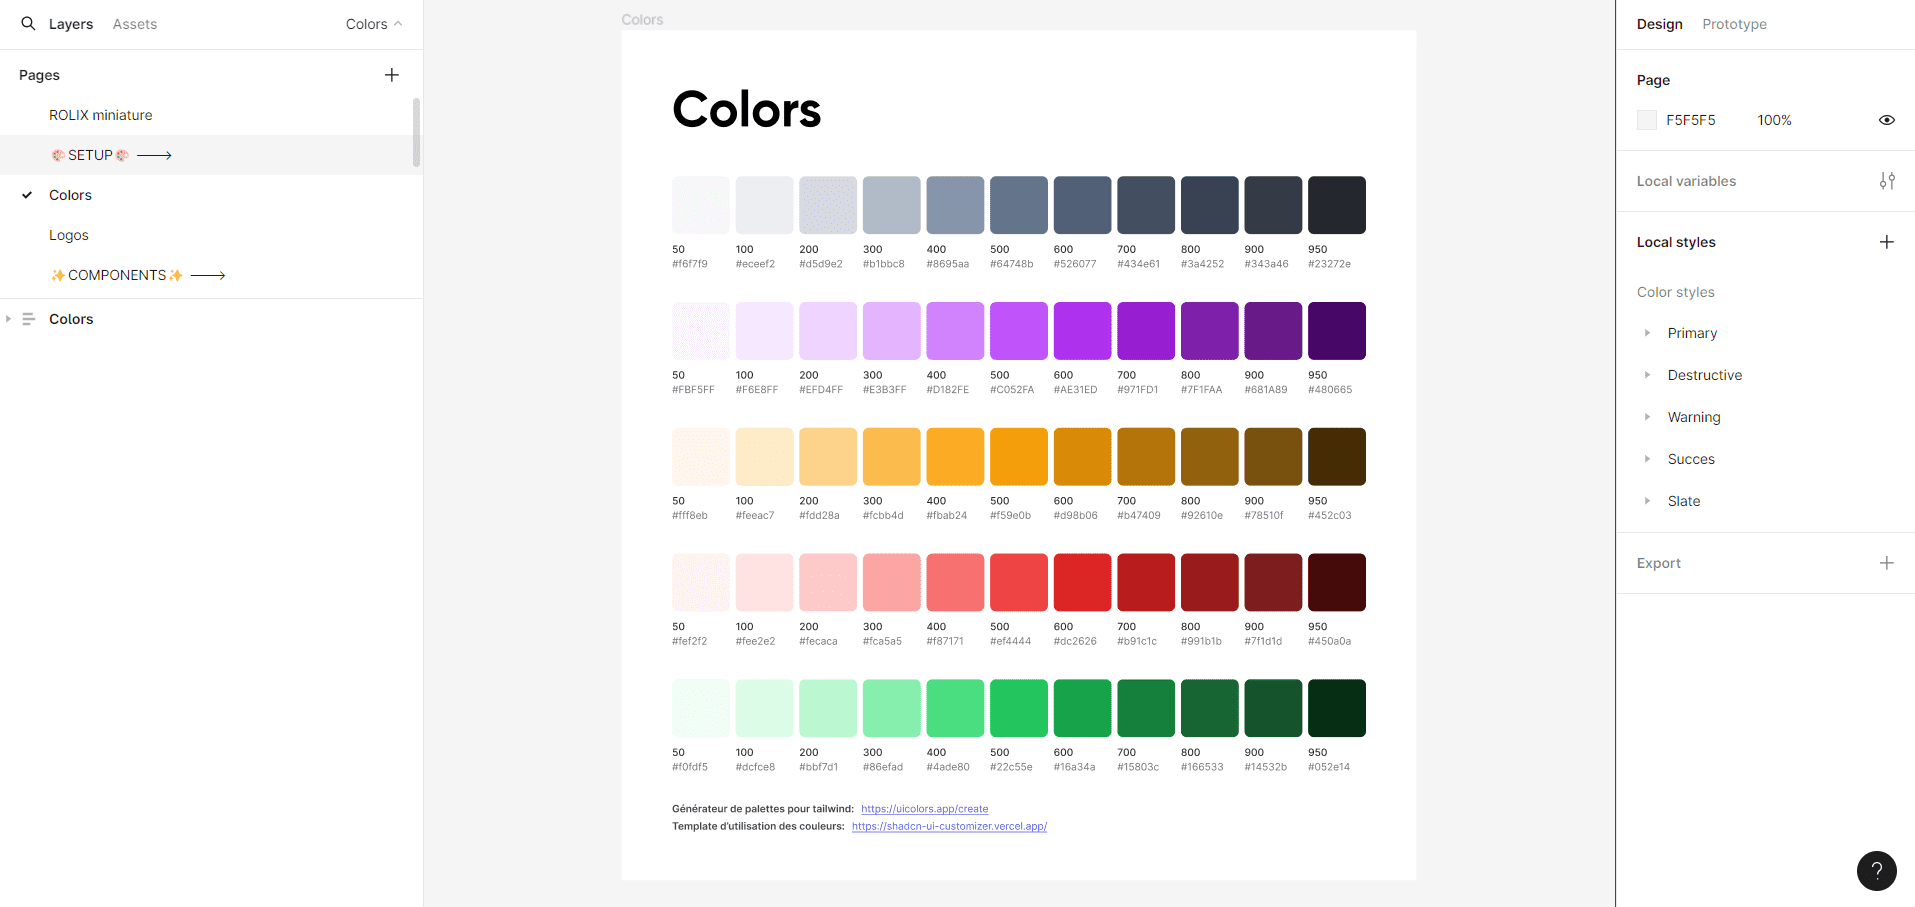 Layers Assets Colors
Pages
ROLIX miniature
🎨SETUP🎨 ⟶
Colors
Logos
✨COMPONENTS✨ ⟶
Colors
Colors
Colors
50 100 200 300 400 500 600 700 800 900 950
#f6f7f9 #eceef2 #d5d9e2 #b1bbc8 #8695aa #64748b #526077 #434e61 #3a4252 #343a46 #23272e
50 100 200 300 400 500 600 700 800 900 950
#FBF5FF #F6E8FF #EFD4FF #E3B3FF #D182FE #C052FA #AE31ED #971FD1 #7F1FAA #681A89 #480665
50 100 200 300 400 500 600 700 800 900 950
#fff8eb #feeac7 #fdd28a #fcbb4d #fbab24 #f59e0b #d98b06 #b47409 #92610e #78510f #452c03
50 100 200 300 400 500 600 700 800 900 950
#fef2f2 #fee2e2 #fecaca #fca5a5 #f87171 #ef4444 #dc2626 #b91c1c #991b1b #7f1d1d #450a0a
50 100 200 300 400 500 600 700 800 900 950
#f0fdf5 #dcfce8 #bbf7d1 #86efad #4ade80 #22c55e #16a34a #15803c #166533 #14532b #052e14
Générateur de palettes pour tailwind: https://uicolors.app/create
Template d'utilisation des couleurs: https://shadcn-ui-customizer.vercel.app/
Design Prototype
Page
F5F5F5 100%
Local variables
Local styles
Color styles
Primary
Destructive
Warning
Succes
Slate
Export
?